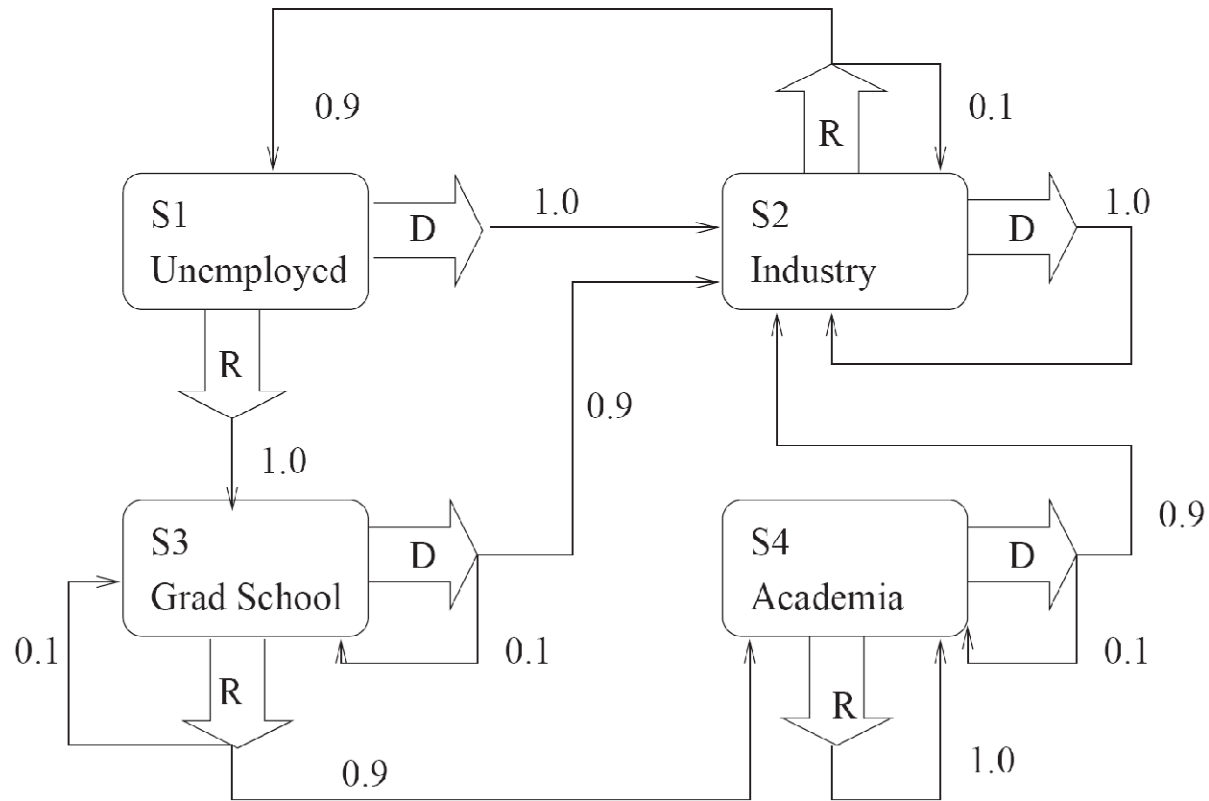 0.9
0.1
R
S1
Unemployed
D
1.0
S2
Industry
D
1.0
R
0.9
1.0
S3
Grad School
D
S4
Academia
D
0.9
0.1
R
0.1
R
0.1
0.9
1.0